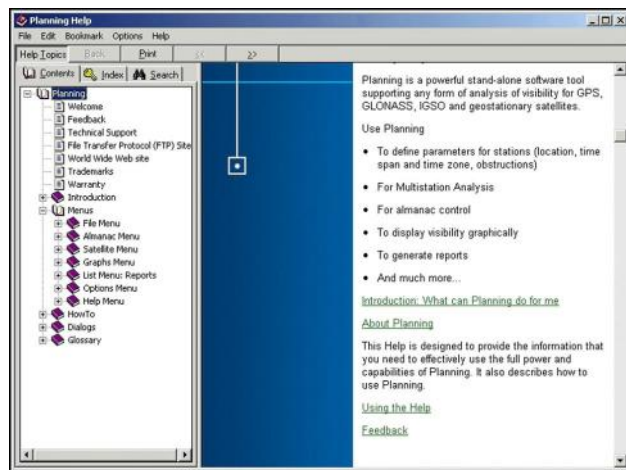 Planning Help
File Edit Bookmark Options Help
Help Topics Back Print << >>
Contents Index Search
Planning
Welcome
Feedback
Technical Support
File Transfer Protocol (FTP) Site
World Wide Web site
Trademarks
Warranty
Introduction
Menus
File Menu
Almanac Menu
Satellite Menu
Graphs Menu
List Menu: Reports
Options Menu
Help Menu
HowTo
Dialogs
Glossary
Planning is a powerful stand-alone software tool
supporting any form of analysis of visibility for GPS,
GLONASS, IGSO and geostationary satellites.
Use Planning
• To define parameters for stations (location, time
span and time zone, obstructions)
• For Multistation Analysis
• For almanac control
• To display visibility graphically
• To generate reports
• And much more...
Introduction: What can Planning do for me
About Planning
This Help is designed to provide the information that
you need to effectively use the full power and
capabilities of Planning. It also describes how to
use Planning.
Using the Help
Feedback